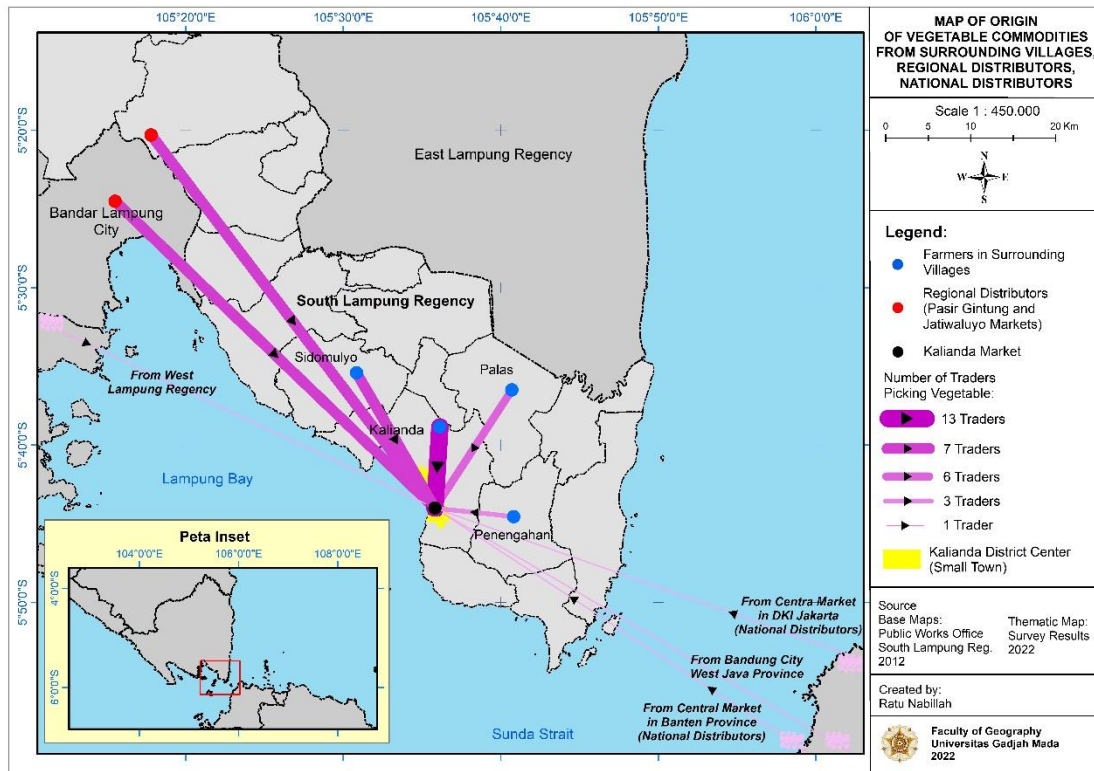 105°20'0"E
105°30'0"E
105°40'0"E
105°50'0"E
106°0'0"E
5°20'0"S
5°30'0"S
5°40'0"S
5°50'0"S
East Lampung Regency
Bandar Lampung
City
South Lampung Regency
Sidomulyo
Palas
From West
Lampung Regency
Kalianda
Lampung Bay
Penengahan
From Centra Market
in DKI Jakarta
(National Distributors)
From Bandung City
West Java Province
From Central Market
in Banten Province
(National Distributors)
Sunda Strait
Peta Inset
104°0'0"E
106°0'0"E
108°0'0"E
4°0'0"S
6°0'0"S
MAP OF ORIGIN
OF VEGETABLE COMMODITIES
FROM SURROUNDING VILLAGES,
REGIONAL DISTRIBUTORS,
NATIONAL DISTRIBUTORS
Scale 1 : 450.000
0 5 10 20 Km
N
W E
S
Legend:
Farmers in Surrounding
Villages
Regional Distributors
(Pasir Gintung and
Jatiwaluyo Markets)
Kalianda Market
Number of Traders
Picking Vegetable:
13 Traders
7 Traders
6 Traders
3 Traders
1 Trader
Kalianda District Center
(Small Town)
Source
Base Maps:
Public Works Office
South Lampung Reg.
2012
Thematic Map:
Survey Results
2022
Created by:
Ratu Nabillah
Faculty of Geography
Universitas Gadjah Mada
2022